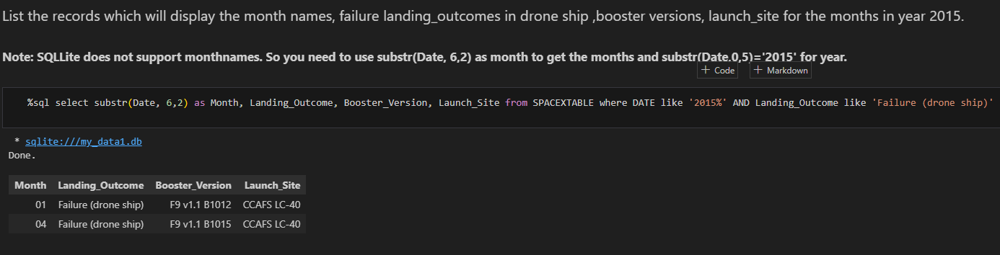 List the records which will display the month names, failure landing_outcomes in drone ship ,booster versions, launch_site for the months in year 2015.
Note: SQLLite does not support monthnames. So you need to use substr(Date, 6,2) as month to get the months and substr(Date,0,5)='2015' for year.
+ Code + Markdown
%sql select substr(Date, 6,2) as Month, Landing_Outcome, Booster_Version, Launch_Site from SPACEXTABLE where DATE like '2015%' AND Landing_Outcome like 'Failure (drone ship)'
* sqlite:///my_data1.db
Done.
Month Landing_Outcome Booster_Version Launch_Site
01 Failure (drone ship) F9 v1.1 B1012 CCAFS LC-40
04 Failure (drone ship) F9 v1.1 B1015 CCAFS LC-40